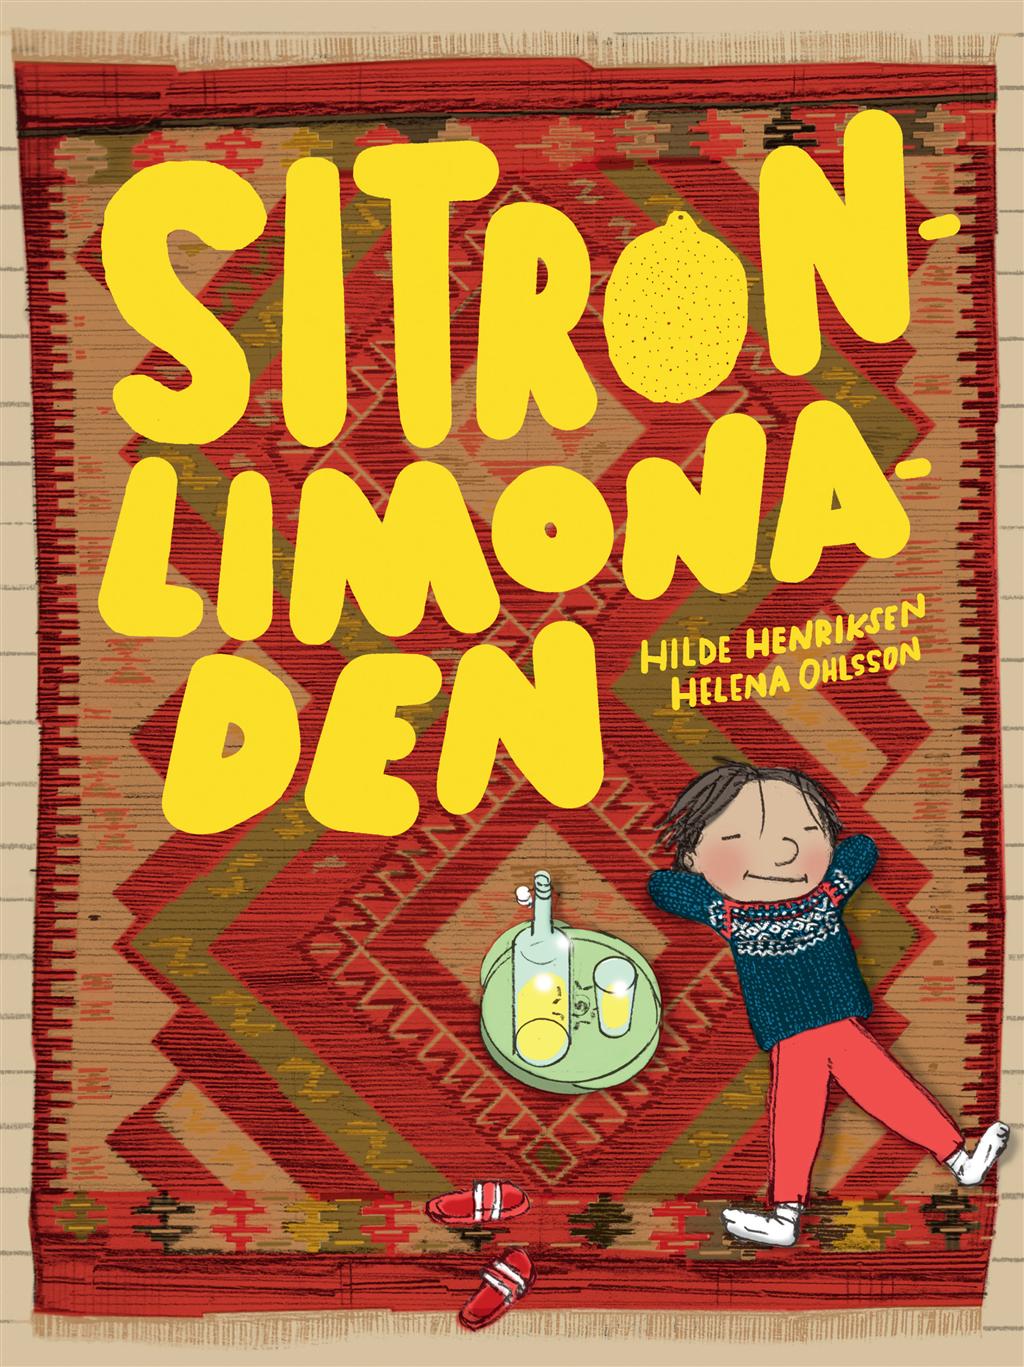 SITRON-
LIMONA-
DEN
HILDE HENRIKSEN
HELENA OHLSSON